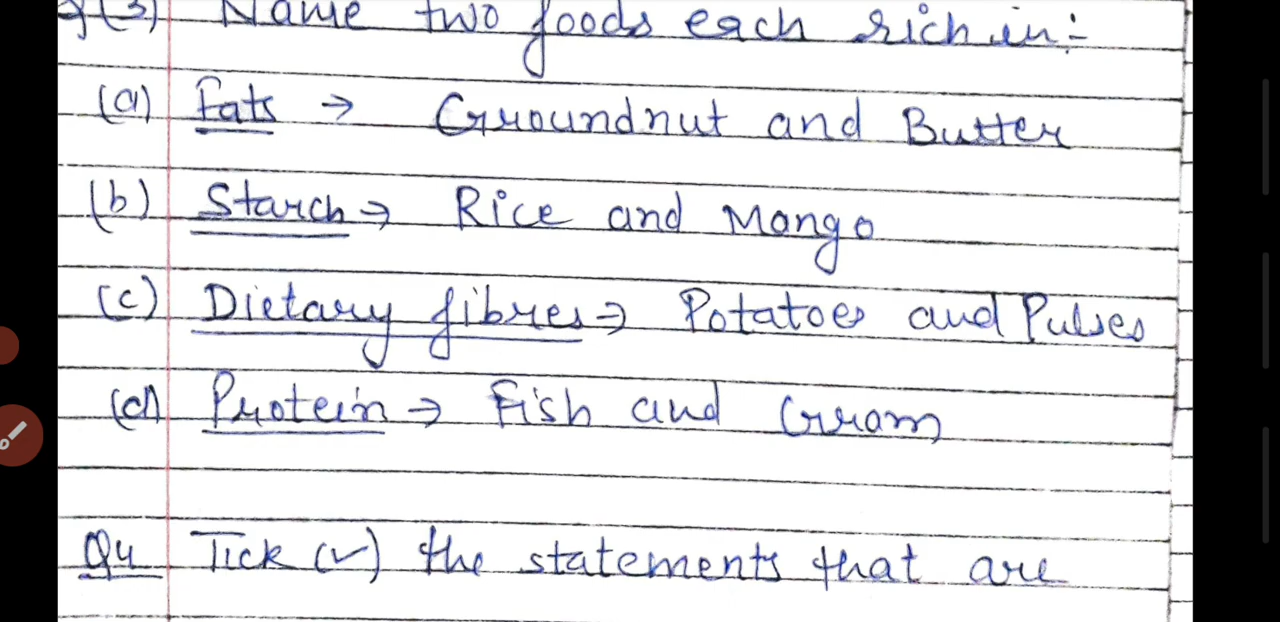 Q(3) Name two foods each rich in:-
(a) Fats → Groundnut and Butter
(b) Starch → Rice and Mango
(c) Dietary fibres → Potatoes and Pulses
(d) Protein → Fish and Gram
Q4 Tick (✓) the statements that are